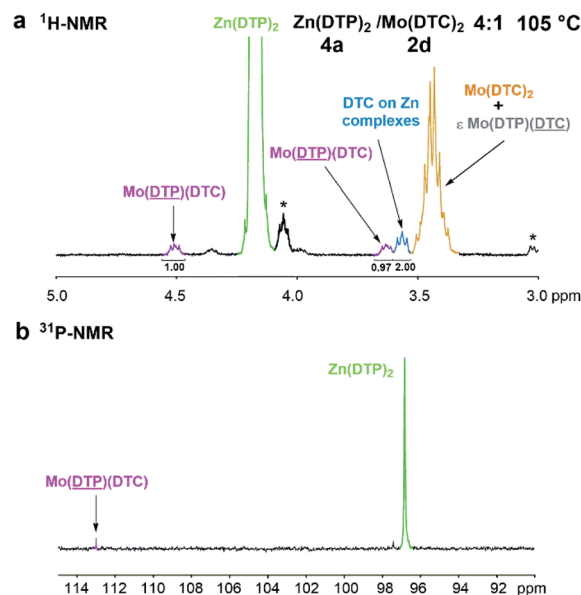 a ¹H-NMR Zn(DTP)₂ Zn(DTP)₂ /Mo(DTC)₂ 4:1 105 °C
4a 2d
Mo(DTC)₂
+
ε Mo(DTP)(DTC)
DTC on Zn
complexes
Mo(DTP)(DTC)
Mo(DTP)(DTC)
* *
1.00 0.97 2.00
5.0 4.5 4.0 3.5 3.0 ppm
b ³¹P-NMR
Zn(DTP)₂
Mo(DTP)(DTC)
114 112 110 108 106 104 102 100 98 96 94 92 ppm